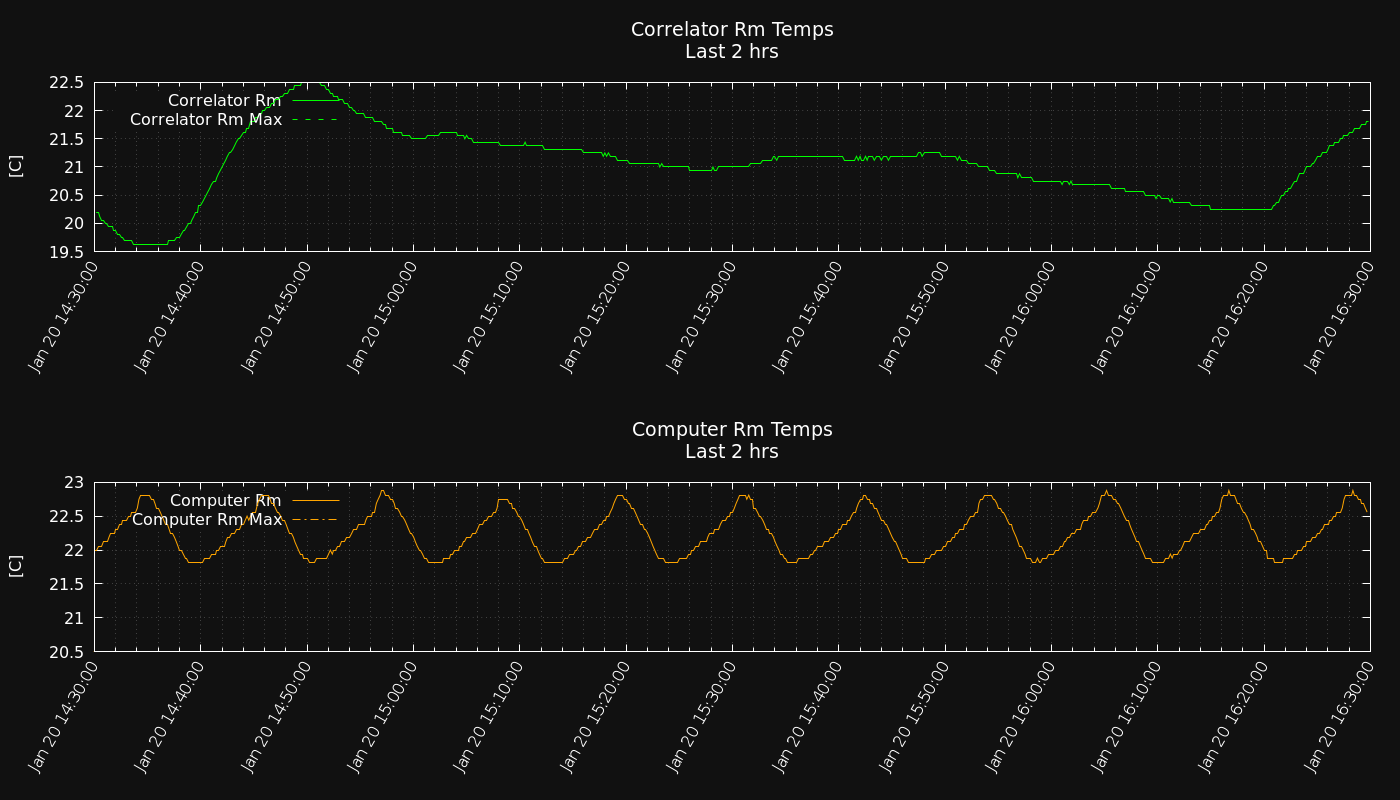 Correlator Rm Temps
Last 2 hrs
22.5
22
21.5
21
20.5
20
19.5
[C]
Correlator Rm
Correlator Rm Max
Jan 20 14:30:00
Jan 20 14:40:00
Jan 20 14:50:00
Jan 20 15:00:00
Jan 20 15:10:00
Jan 20 15:20:00
Jan 20 15:30:00
Jan 20 15:40:00
Jan 20 15:50:00
Jan 20 16:00:00
Jan 20 16:10:00
Jan 20 16:20:00
Jan 20 16:30:00
Computer Rm Temps
Last 2 hrs
23
22.5
22
21.5
21
20.5
[C]
Computer Rm
Computer Rm Max
Jan 20 14:30:00
Jan 20 14:40:00
Jan 20 14:50:00
Jan 20 15:00:00
Jan 20 15:10:00
Jan 20 15:20:00
Jan 20 15:30:00
Jan 20 15:40:00
Jan 20 15:50:00
Jan 20 16:00:00
Jan 20 16:10:00
Jan 20 16:20:00
Jan 20 16:30:00